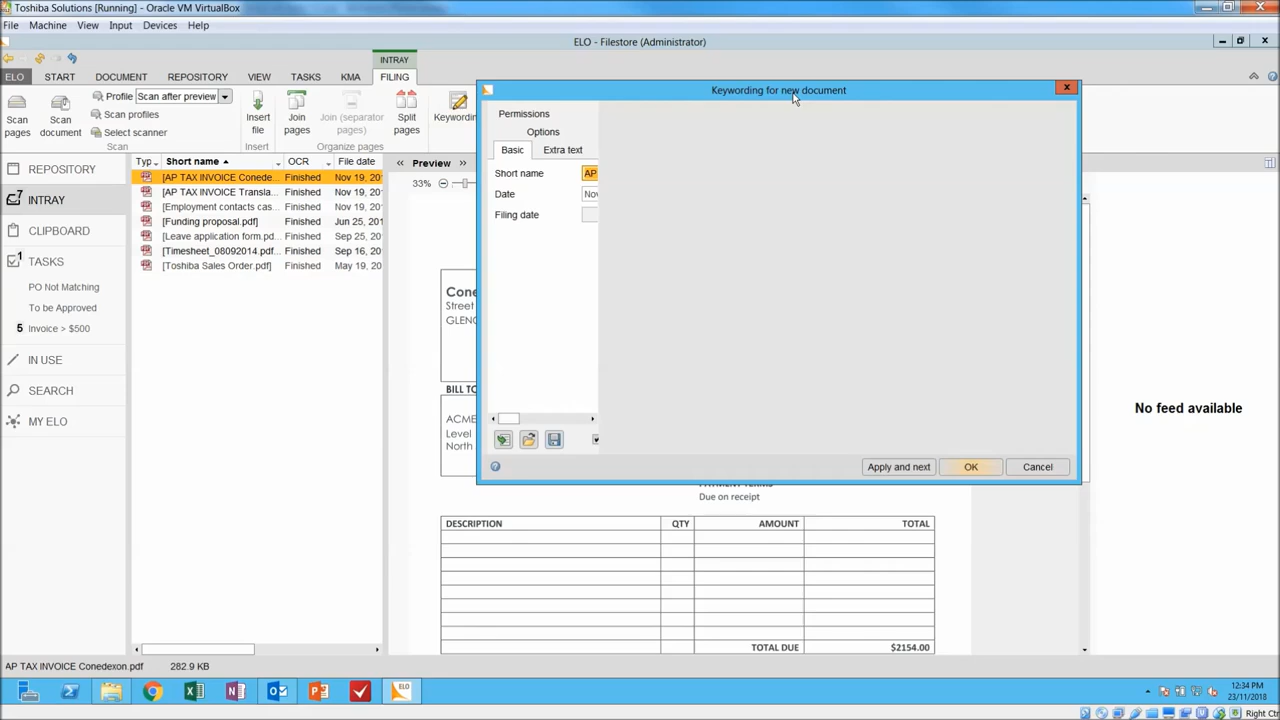 Toshiba Solutions [Running] - Oracle VM VirtualBox
File Machine View Input Devices Help
ELO - Filestore (Administrator)
INTRAY
ELO START DOCUMENT REPOSITORY VIEW TASKS KMA FILING
Scan pages
Scan document
Profile Scan after preview
Scan profiles
Select scanner
Scan
Insert file
Insert
Join pages
Join (separator pages)
Split pages
Organize pages
Keywording
REPOSITORY
7 INTRAY
CLIPBOARD
1 TASKS
PO Not Matching
To be Approved
5 Invoice > $500
IN USE
SEARCH
MY ELO
Typ Short name OCR File date
[AP TAX INVOICE Conede... Finished Nov 19, 20
[AP TAX INVOICE Transla... Finished Nov 19, 20
[Employment contacts cas... Finished Nov 19, 20
[Funding proposal.pdf] Finished Jun 25, 201
[Leave application form.pd... Finished Sep 25, 20
[Timesheet_08092014.pdf... Finished Sep 16, 20
[Toshiba Sales Order.pdf] Finished May 19, 20
« Preview »
33%
Cone
Street
GLENC
BILL TO
ACME
Level
North
Keywording for new document
Permissions
Options
Basic Extra text
Short name AP
Date Nov
Filing date
Apply and next OK Cancel
PAYMENT TERMS
Due on receipt
DESCRIPTION QTY AMOUNT TOTAL
TOTAL DUE $2154.00
No feed available
AP TAX INVOICE Conedexon.pdf 282.9 KB
12:34 PM
23/11/2018
Right Ctrl